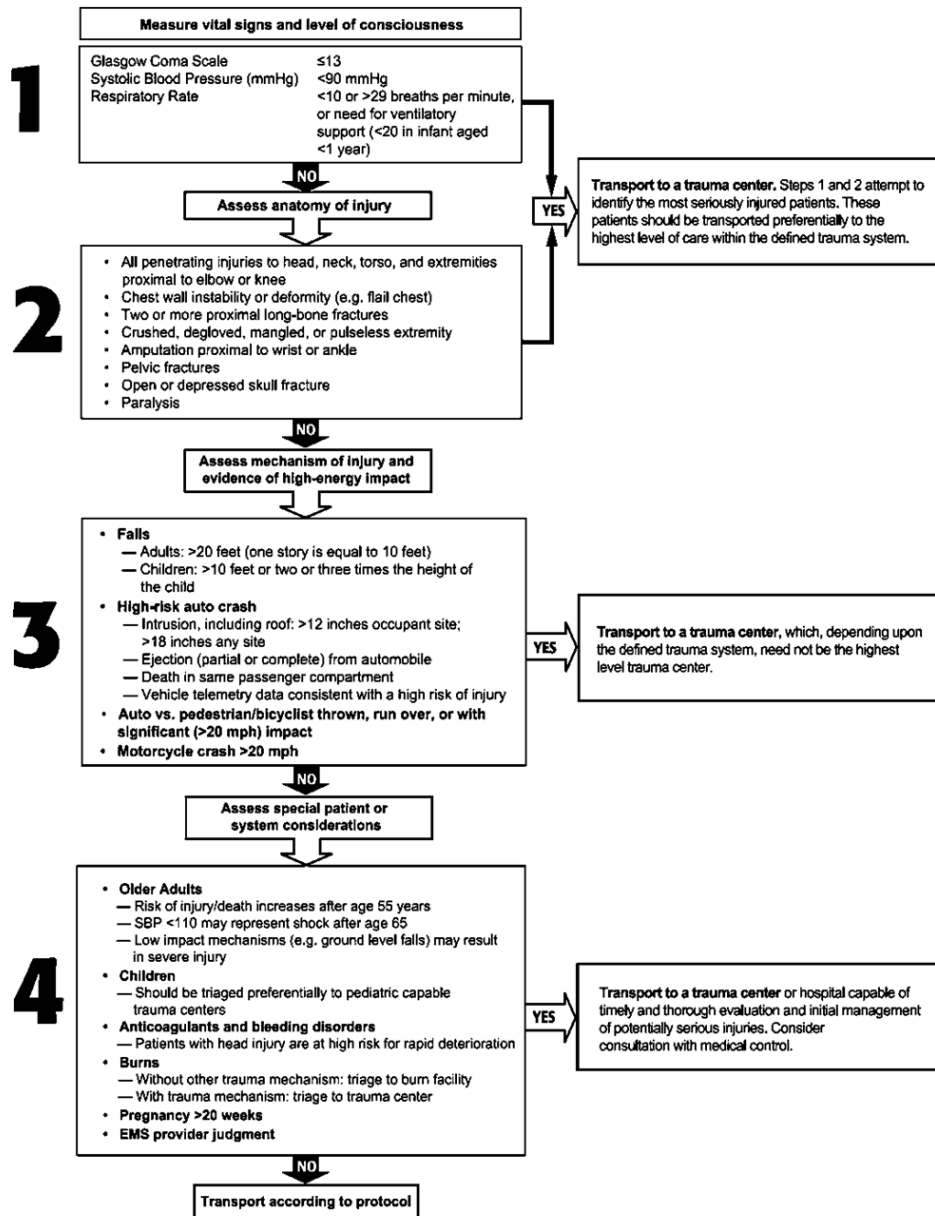 Measure vital signs and level of consciousness
1
Glasgow Coma Scale ≤13
Systolic Blood Pressure (mmHg) <90 mmHg
Respiratory Rate <10 or >29 breaths per minute,
or need for ventilatory
support (<20 in infant aged
<1 year)
NO
YES
Transport to a trauma center. Steps 1 and 2 attempt to
identify the most seriously injured patients. These
patients should be transported preferentially to the
highest level of care within the defined trauma system.
Assess anatomy of injury
2
• All penetrating injuries to head, neck, torso, and extremities
proximal to elbow or knee
• Chest wall instability or deformity (e.g. flail chest)
• Two or more proximal long-bone fractures
• Crushed, degloved, mangled, or pulseless extremity
• Amputation proximal to wrist or ankle
• Pelvic fractures
• Open or depressed skull fracture
• Paralysis
NO
Assess mechanism of injury and
evidence of high-energy impact
3
• Falls
— Adults: >20 feet (one story is equal to 10 feet)
— Children: >10 feet or two or three times the height of
the child
• High-risk auto crash
— Intrusion, including roof: >12 inches occupant site;
>18 inches any site
— Ejection (partial or complete) from automobile
— Death in same passenger compartment
— Vehicle telemetry data consistent with a high risk of injury
• Auto vs. pedestrian/bicyclist thrown, run over, or with
significant (>20 mph) impact
• Motorcycle crash >20 mph
YES
Transport to a trauma center, which, depending upon
the defined trauma system, need not be the highest
level trauma center.
NO
Assess special patient or
system considerations
4
• Older Adults
— Risk of injury/death increases after age 55 years
— SBP <110 may represent shock after age 65
— Low impact mechanisms (e.g. ground level falls) may result
in severe injury
• Children
— Should be triaged preferentially to pediatric capable
trauma centers
• Anticoagulants and bleeding disorders
— Patients with head injury are at high risk for rapid deterioration
• Burns
— Without other trauma mechanism: triage to burn facility
— With trauma mechanism: triage to trauma center
• Pregnancy >20 weeks
• EMS provider judgment
YES
Transport to a trauma center or hospital capable of
timely and thorough evaluation and initial management
of potentially serious injuries. Consider
consultation with medical control.
NO
Transport according to protocol